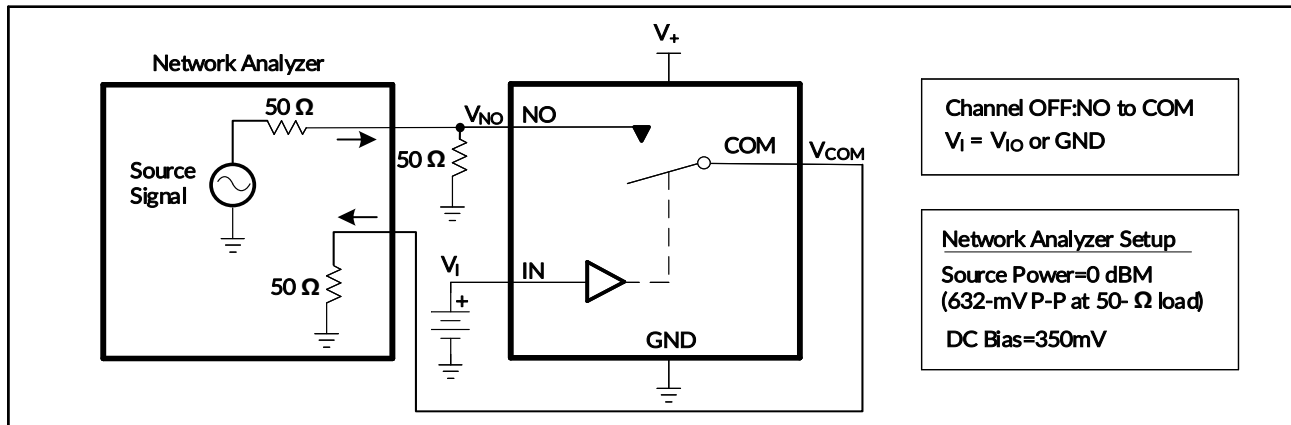 V+
Network Analyzer
50 Ω
VNO
NO
50 Ω
COM
VCOM
Source
Signal
50 Ω
VI
IN
+
GND
Channel OFF:NO to COM
VI = VIO or GND
Network Analyzer Setup
Source Power=0 dBM
(632-mV P-P at 50- Ω load)
DC Bias=350mV